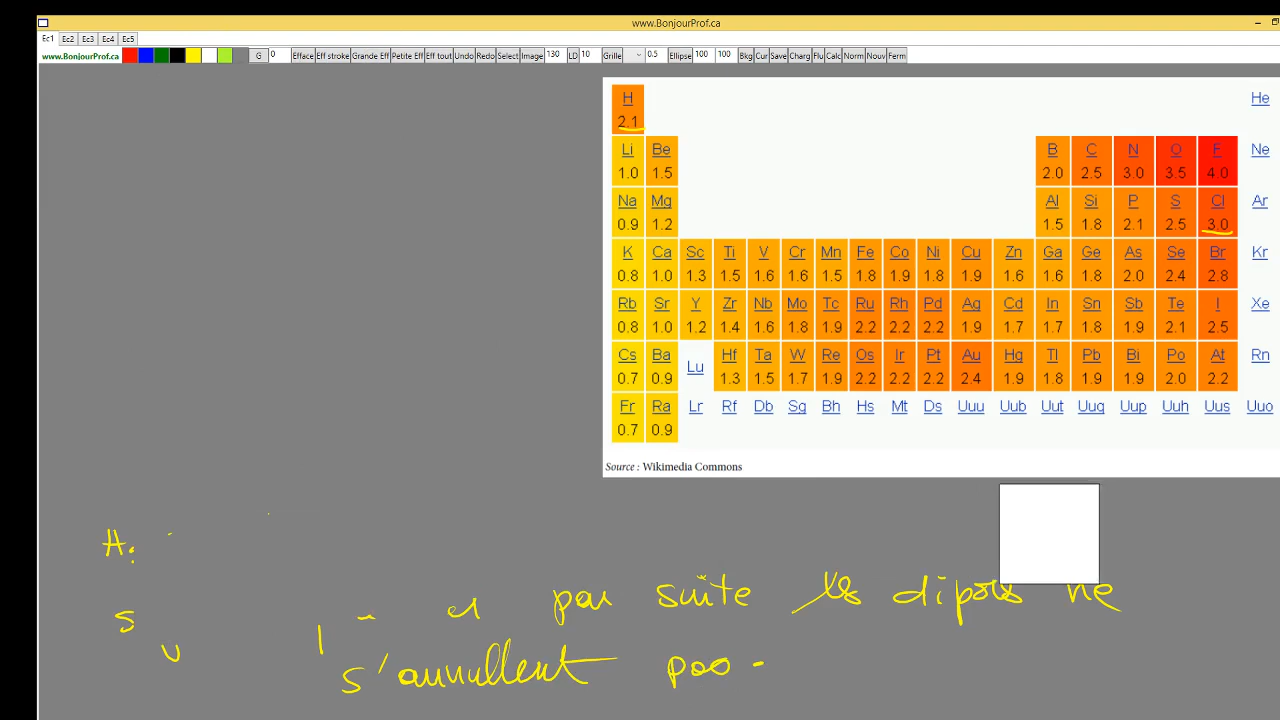 www.BonjourProf.ca
Ec1 Ec2 Ec3 Ec4 Ec5
www.BonjourProf.ca G 0 Efface Eff stroke Grande Eff Petite Eff Eff tout Undo Redo Select Image 130 LD 10 Grille 0.5 Ellipse 100 100 Bkg Cur Save Charg Flu Calc Norm Nouv Ferm
H He
2.1
Li Be B C N O F Ne
1.0 1.5 2.0 2.5 3.0 3.5 4.0
Na Mg Al Si P S Cl Ar
0.9 1.2 1.5 1.8 2.1 2.5 3.0
K Ca Sc Ti V Cr Mn Fe Co Ni Cu Zn Ga Ge As Se Br Kr
0.8 1.0 1.3 1.5 1.6 1.6 1.5 1.8 1.9 1.8 1.9 1.6 1.6 1.8 2.0 2.4 2.8
Rb Sr Y Zr Nb Mo Tc Ru Rh Pd Ag Cd In Sn Sb Te I Xe
0.8 1.0 1.2 1.4 1.6 1.8 1.9 2.2 2.2 2.2 1.9 1.7 1.7 1.8 1.9 2.1 2.5
Cs Ba Lu Hf Ta W Re Os Ir Pt Au Hg Tl Pb Bi Po At Rn
0.7 0.9 1.3 1.5 1.7 1.9 2.2 2.2 2.2 2.4 1.9 1.8 1.9 1.9 2.0 2.2
Fr Ra Lr Rf Db Sg Bh Hs Mt Ds Uuu Uub Uut Uuq Uup Uuh Uus Uuo
0.7 0.9
Source : Wikimedia Commons
H:
par suite les dipôles ne
s'annullent pas